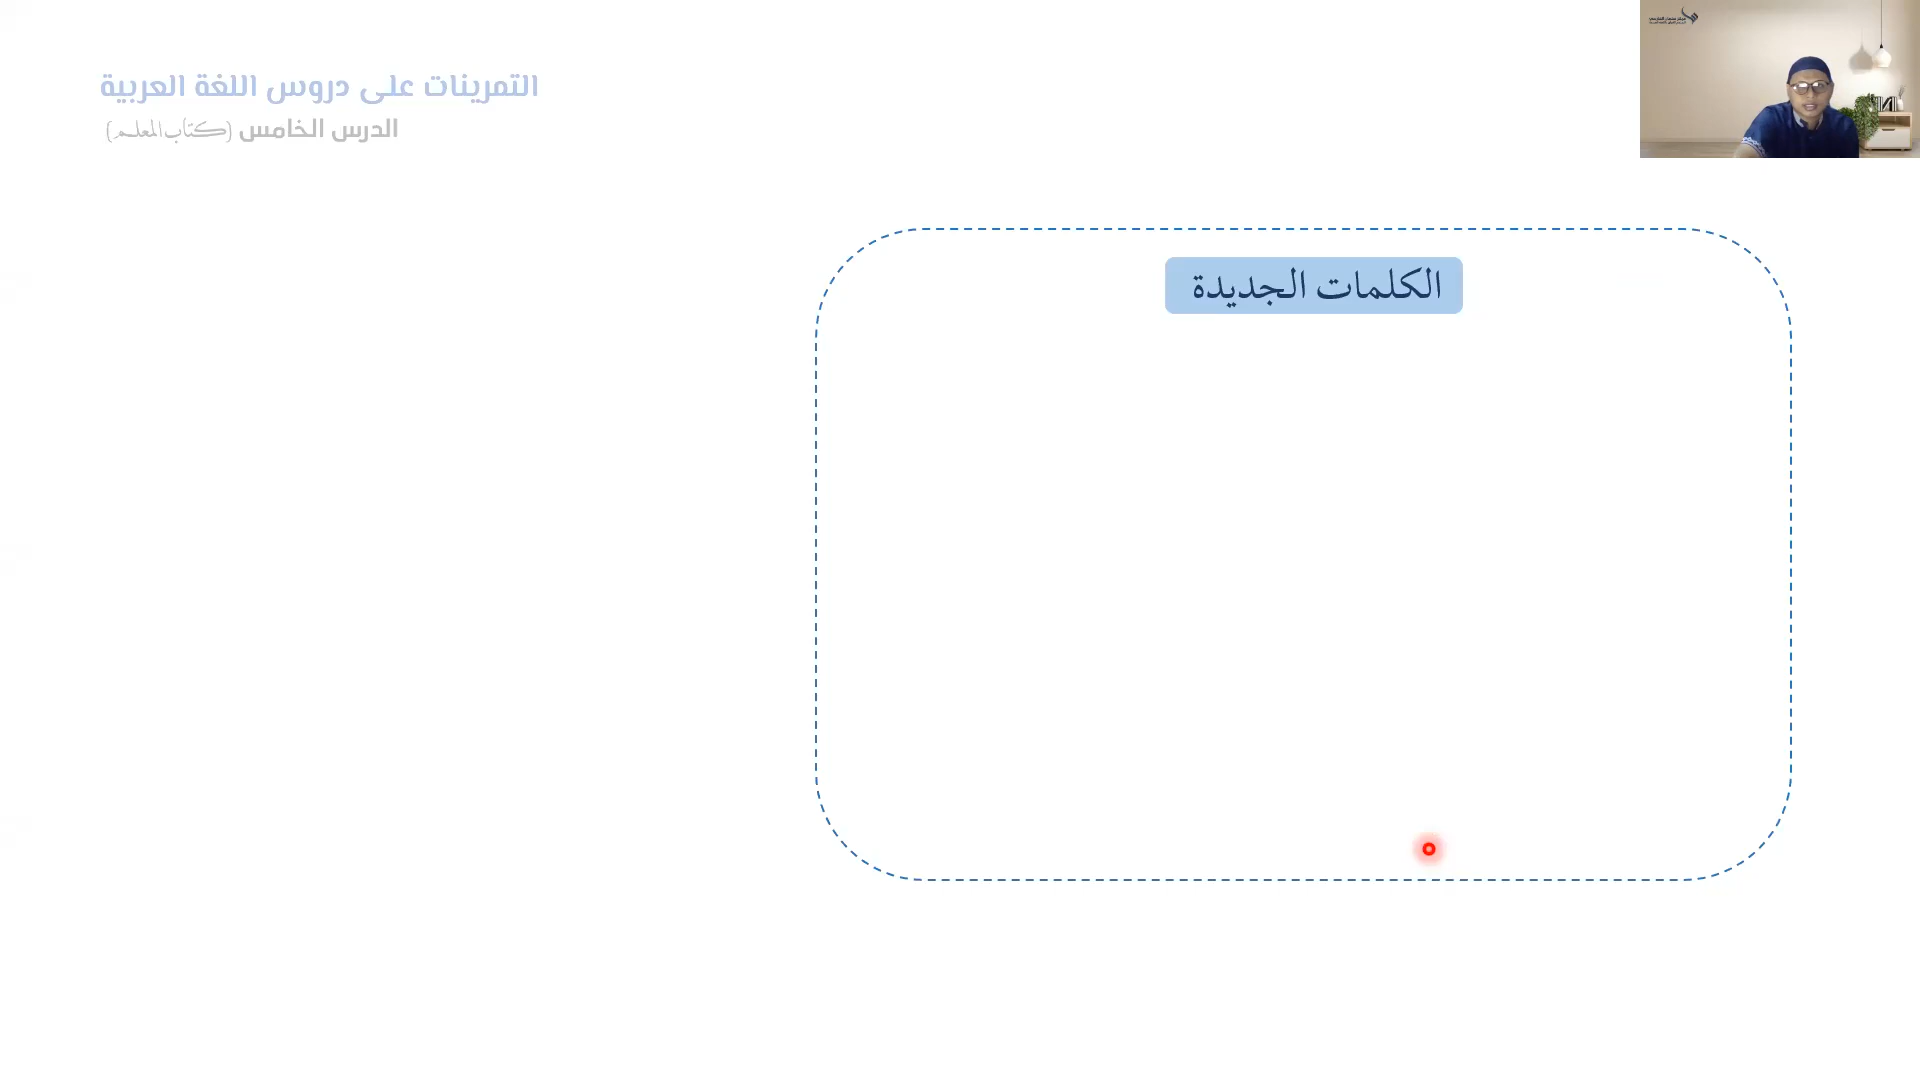 التمرينات على دروس اللغة العربية
الدرس الخامس (كتاب المعلم)
الكلمات الجديدة